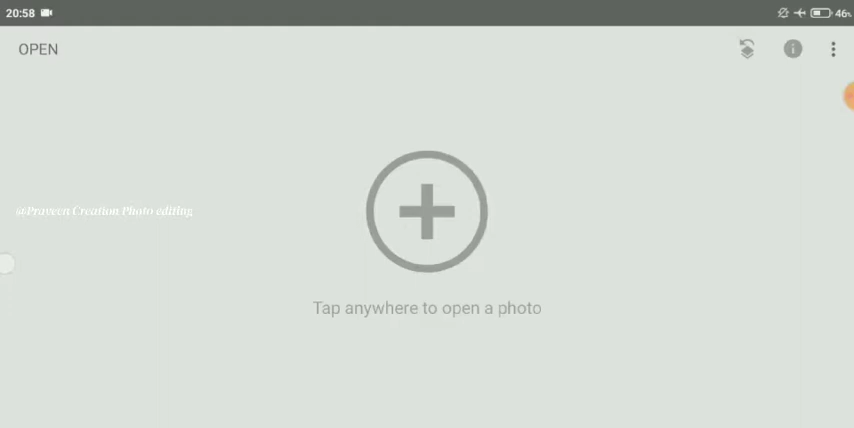 20:58 46%
OPEN
@Praveen Creation Photo editing
Tap anywhere to open a photo